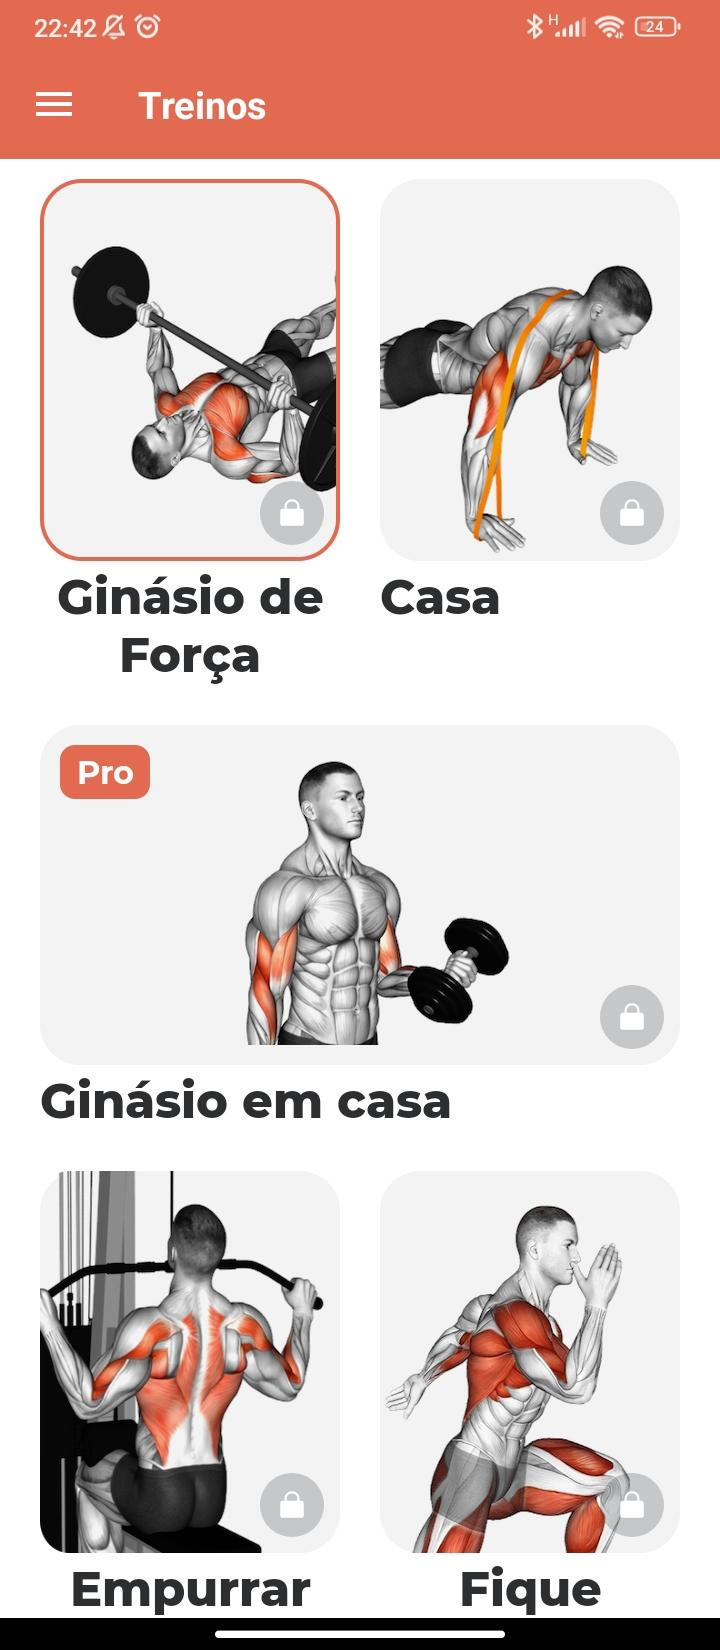 22:42
H
24
Treinos
Ginásio de
Força
Casa
Pro
Ginásio em casa
Empurrar
Fique